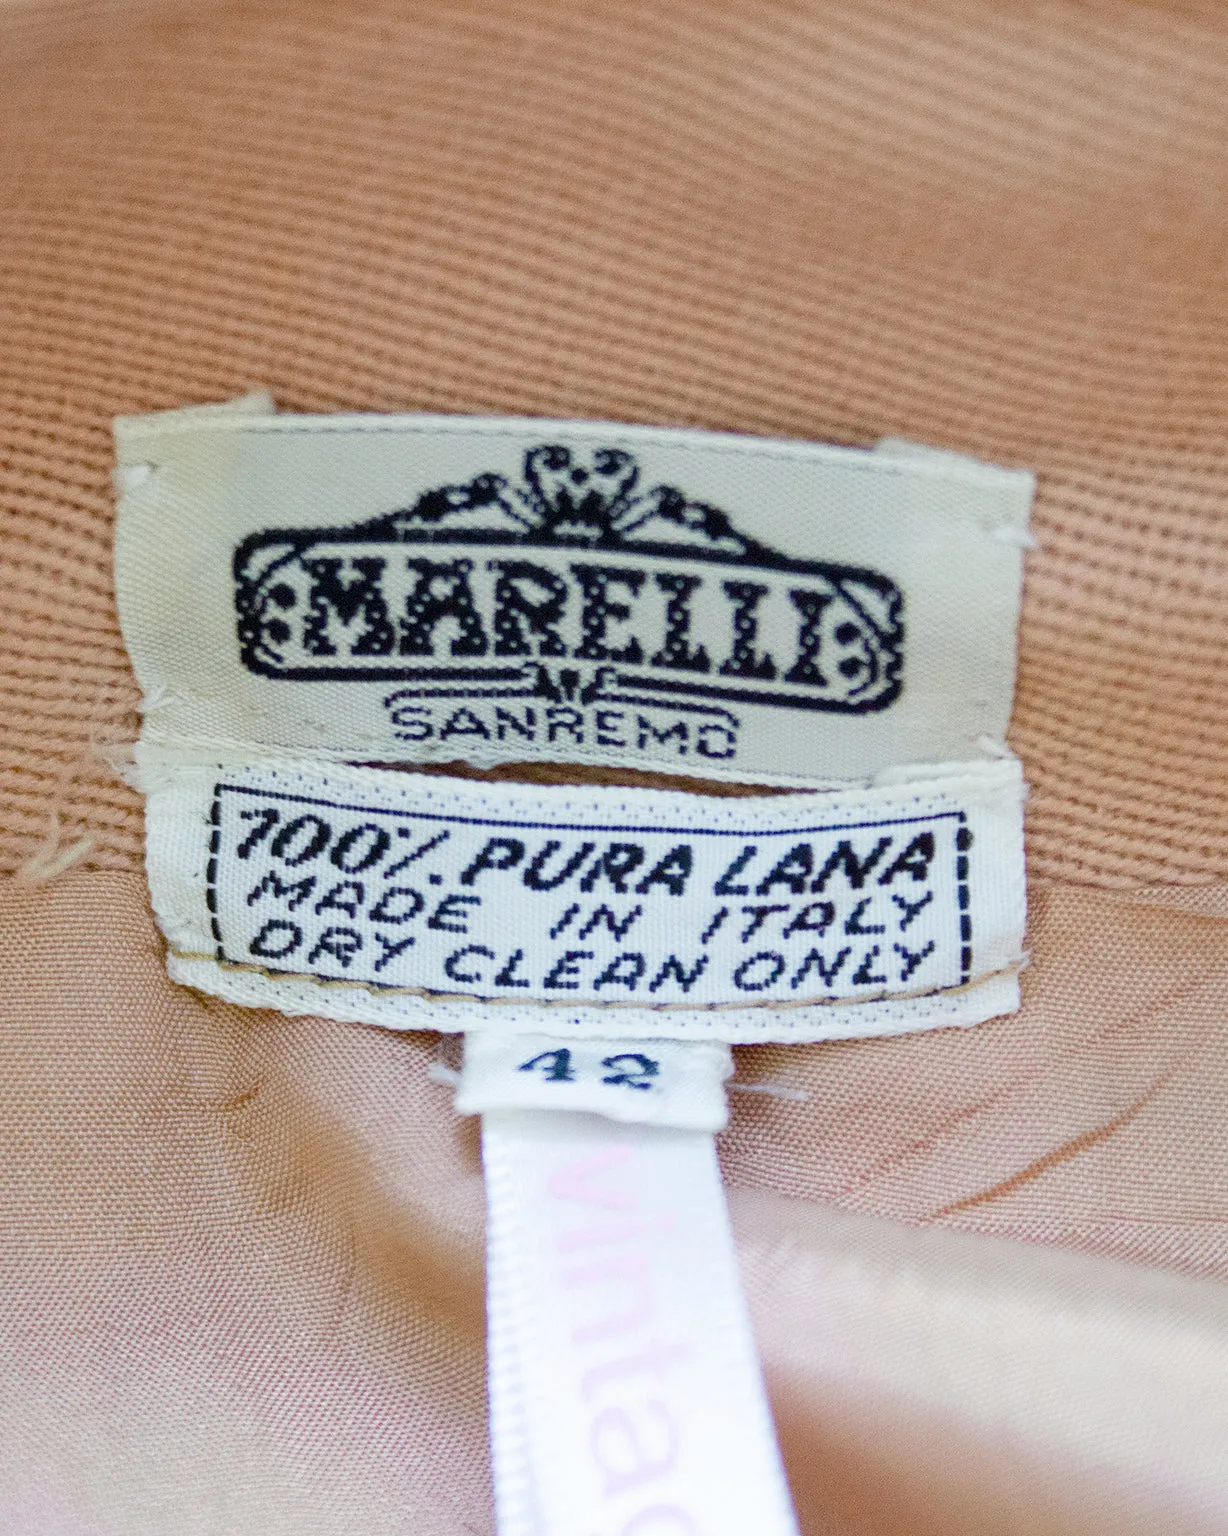 MARELLI
SANREMO
100% PURA LANA
MADE IN ITALY
DRY CLEAN ONLY
42